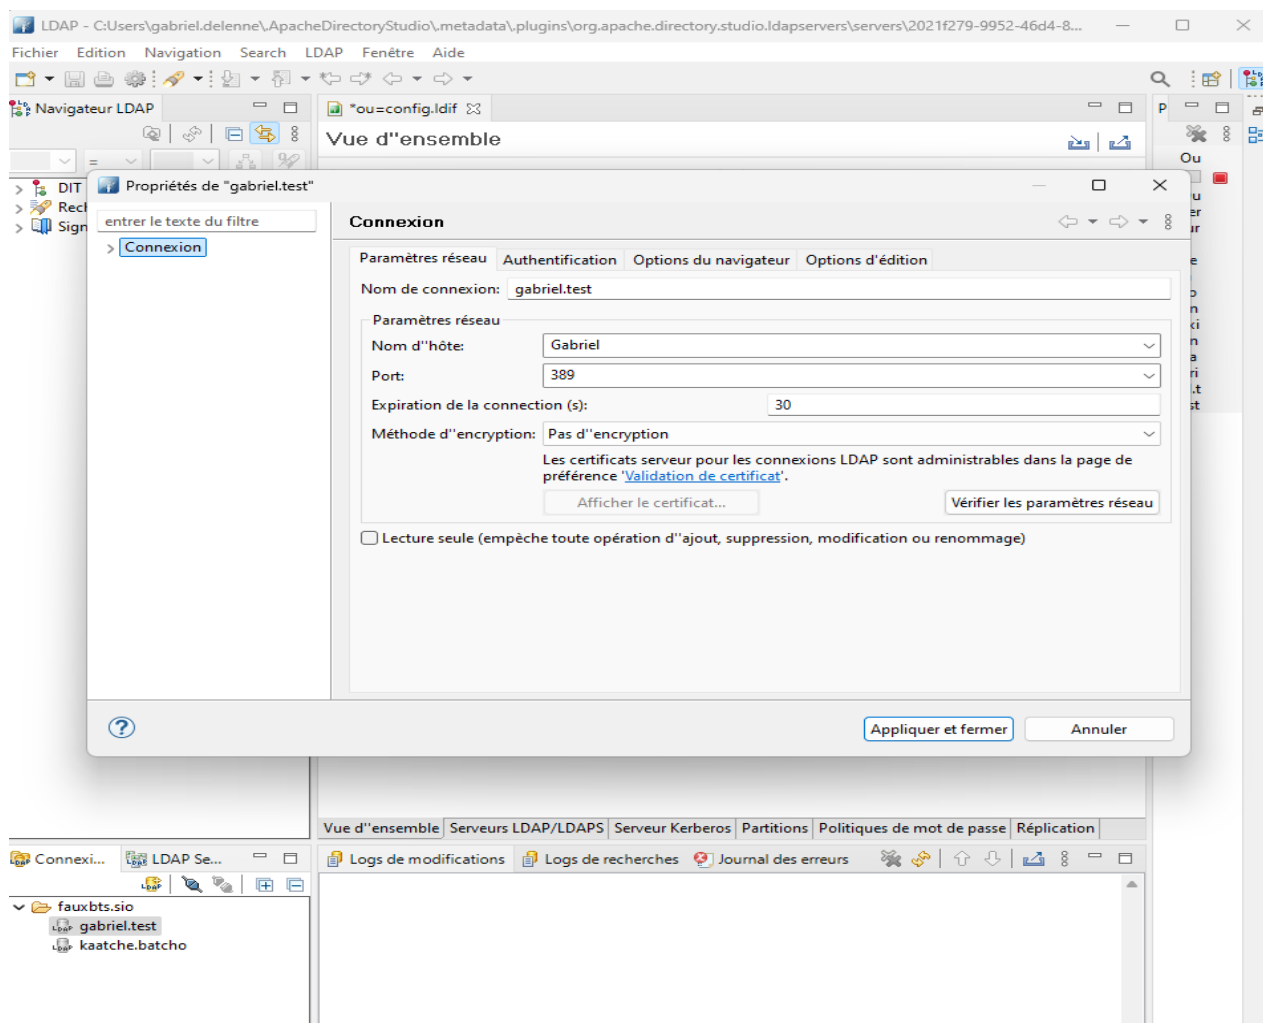 LDAP - C:\Users\gabriel.delenne\.ApacheDirectoryStudio\.metadata\.plugins\org.apache.directory.studio.ldapservers\servers\2021f279-9952-46d4-8...
Fichier Edition Navigation Search LDAP Fenêtre Aide
Navigateur LDAP
*ou=config.ldif
P
Vue d''ensemble
=
Ou
DIT
Rech
Sign
Propriétés de "gabriel.test"
entrer le texte du filtre
Connexion
Connexion
Paramètres réseau Authentification Options du navigateur Options d'édition
Nom de connexion: gabriel.test
Paramètres réseau
Nom d''hôte: Gabriel
Port: 389
Expiration de la connection (s): 30
Méthode d''encryption: Pas d''encryption
Les certificats serveur pour les connexions LDAP sont administrables dans la page de
préférence 'Validation de certificat'.
Afficher le certificat... Vérifier les paramètres réseau
Lecture seule (empèche toute opération d''ajout, suppression, modification ou renommage)
? Appliquer et fermer Annuler
Vue d''ensemble Serveurs LDAP/LDAPS Serveur Kerberos Partitions Politiques de mot de passe Réplication
Connexi... LDAP Se...
Logs de modifications Logs de recherches Journal des erreurs
fauxbts.sio
gabriel.test
kaatche.batcho